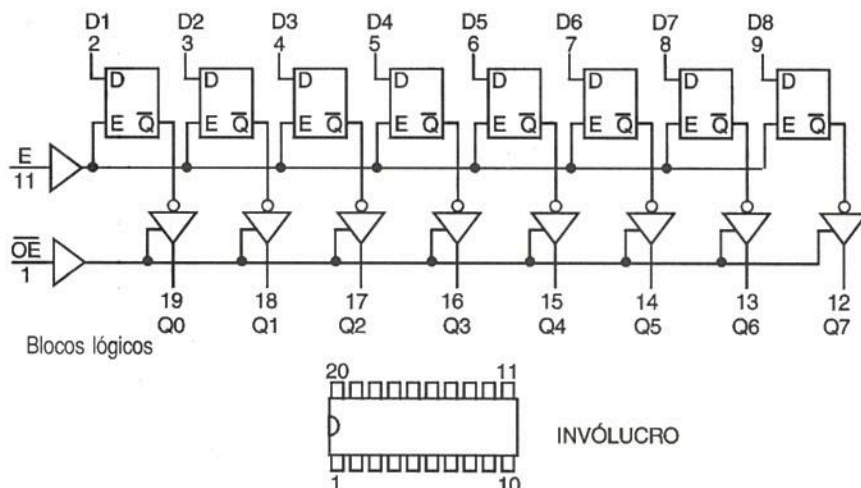 D1 D2 D3 D4 D5 D6 D7 D8
2 3 4 5 6 7 8 9
D D D D D D D D
E Q̅ E Q̅ E Q̅ E Q̅ E Q̅ E Q̅ E Q̅ E Q̅
E
11
O̅E̅
1
19 18 17 16 15 14 13 12
Q0 Q1 Q2 Q3 Q4 Q5 Q6 Q7
Blocos lógicos
20 11
INVÓLUCRO
1 10